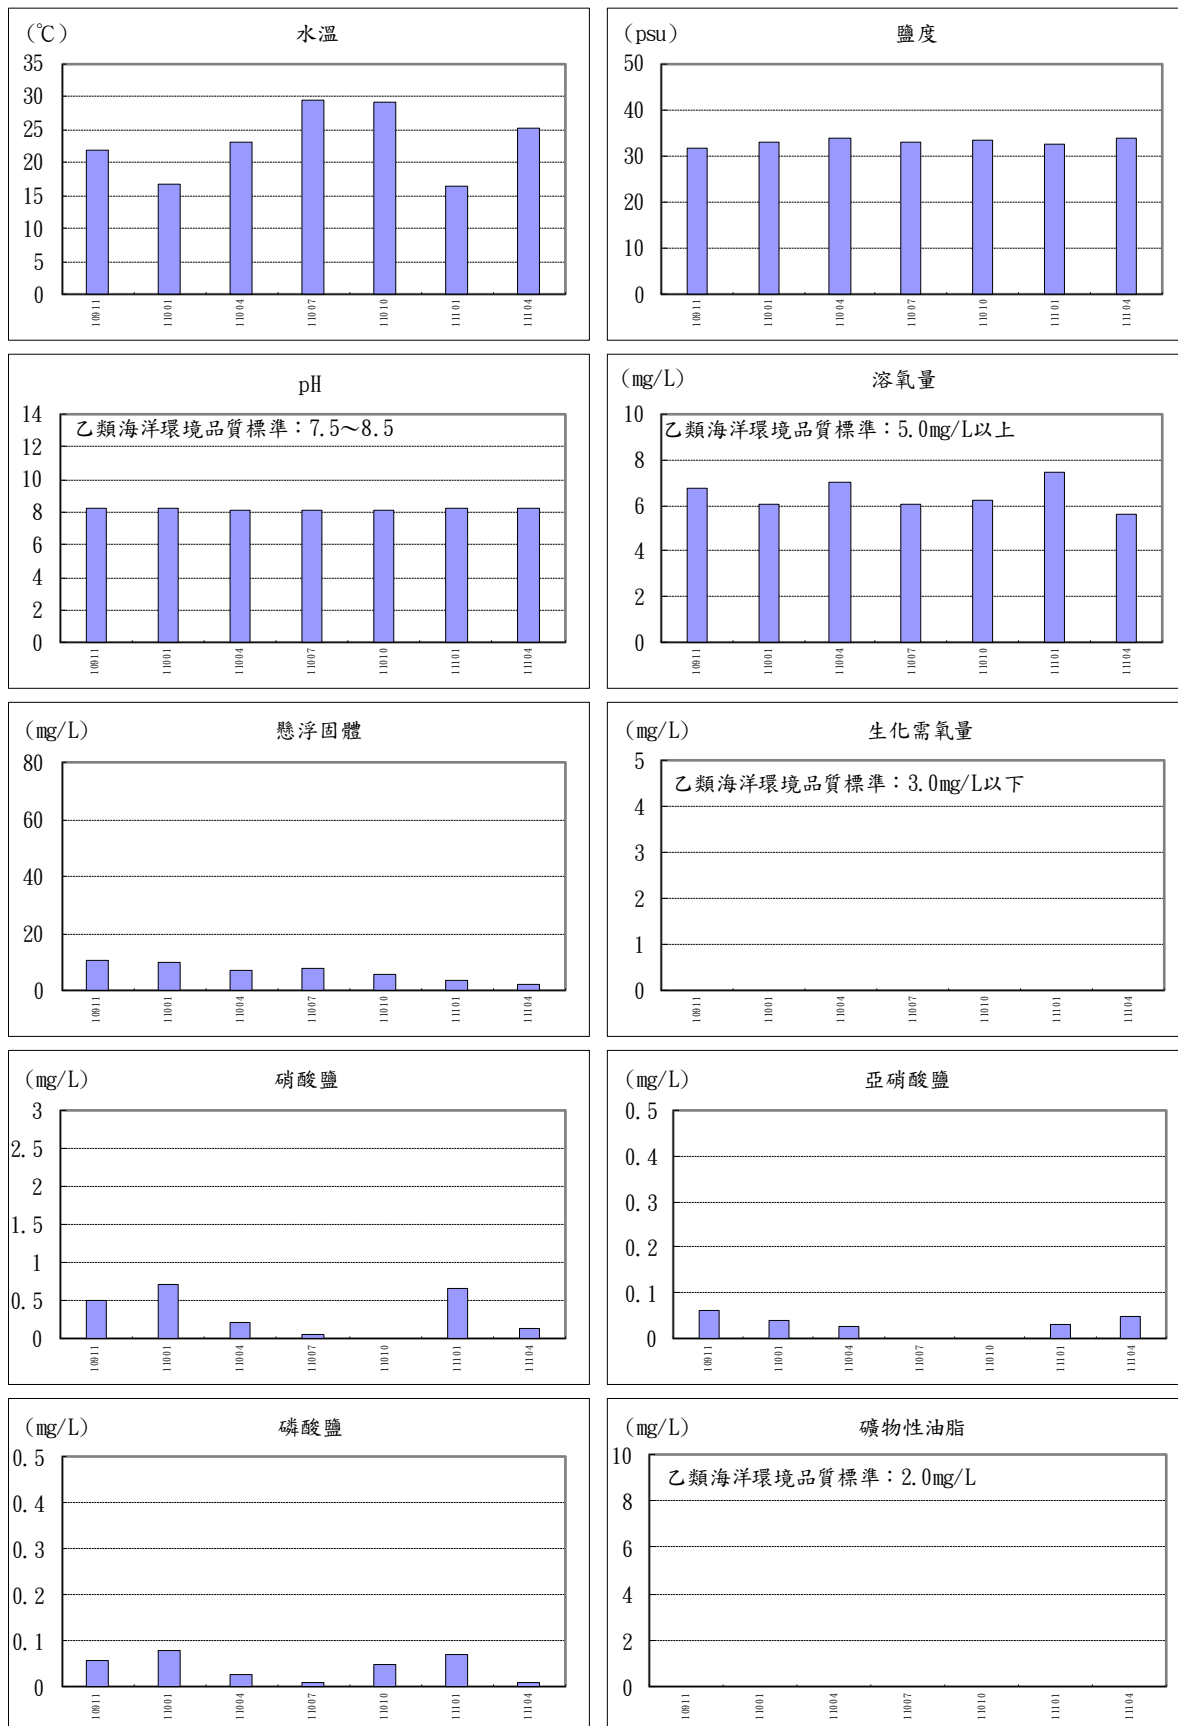 (℃) 水溫
35
30
25
20
15
10
5
0
10911 11001 11004 11007 11010 11101 11104
(psu) 鹽度
50
40
30
20
10
0
10911 11001 11004 11007 11010 11101 11104
pH
乙類海洋環境品質標準：7.5～8.5
14
12
10
8
6
4
2
0
10911 11001 11004 11007 11010 11101 11104
(mg/L) 溶氧量
乙類海洋環境品質標準：5.0mg/L以上
10
8
6
4
2
0
10911 11001 11004 11007 11010 11101 11104
(mg/L) 懸浮固體
80
60
40
20
0
10911 11001 11004 11007 11010 11101 11104
(mg/L) 生化需氧量
乙類海洋環境品質標準：3.0mg/L以下
5
4
3
2
1
0
10911 11001 11004 11007 11010 11101 11104
(mg/L) 硝酸鹽
3
2.5
2
1.5
1
0.5
0
10911 11001 11004 11007 11010 11101 11104
(mg/L) 亞硝酸鹽
0.5
0.4
0.3
0.2
0.1
0
10911 11001 11004 11007 11010 11101 11104
(mg/L) 磷酸鹽
0.5
0.4
0.3
0.2
0.1
0
10911 11001 11004 11007 11010 11101 11104
(mg/L) 礦物性油脂
乙類海洋環境品質標準：2.0mg/L
10
8
6
4
2
0
10911 11001 11004 11007 11010 11101 11104